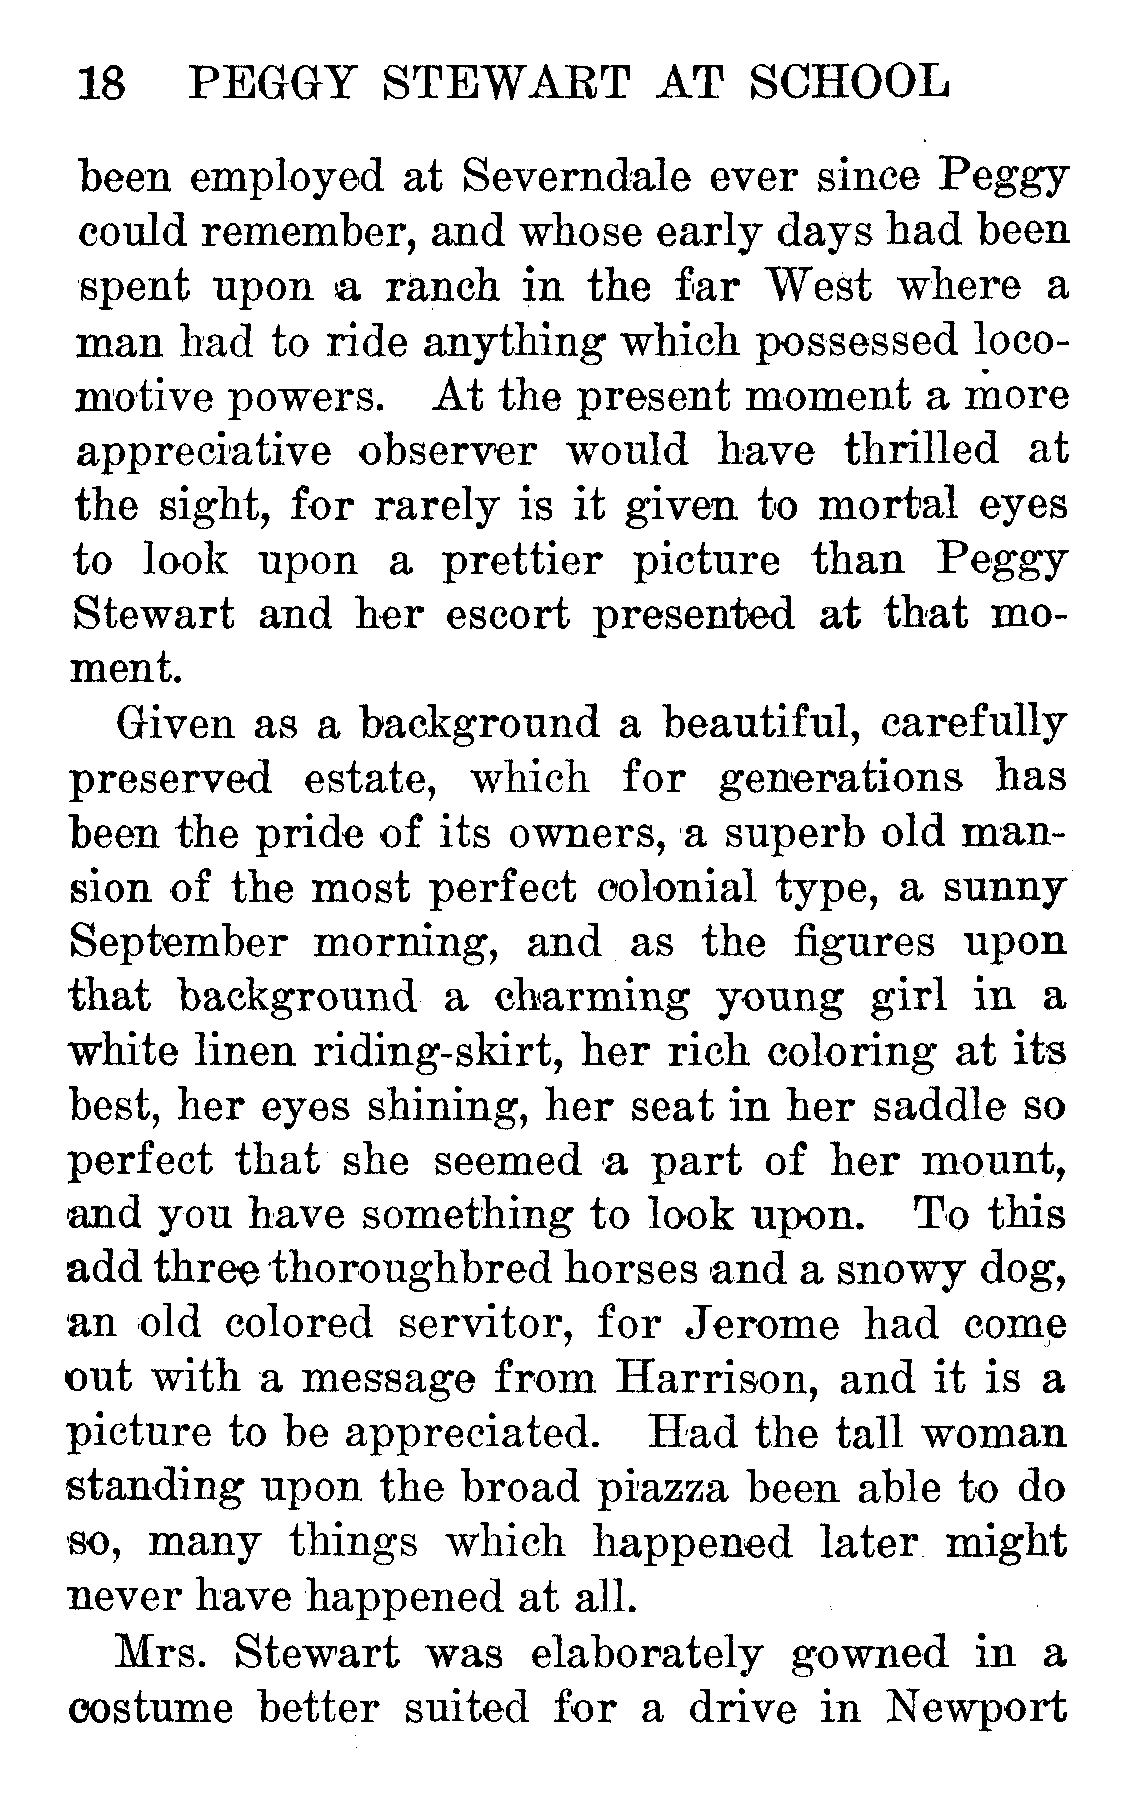 18 PEGGY STEWART AT SCHOOL
been employed at Severndale ever since Peggy
could remember, and whose early days had been
spent upon a ranch in the far West where a
man had to ride anything which possessed loco-
motive powers. At the present moment a more
appreciative observer would have thrilled at
the sight, for rarely is it given to mortal eyes
to look upon a prettier picture than Peggy
Stewart and her escort presented at that mo-
ment.
Given as a background a beautiful, carefully
preserved estate, which for generations has
been the pride of its owners, a superb old man-
sion of the most perfect colonial type, a sunny
September morning, and as the figures upon
that background a charming young girl in a
white linen riding-skirt, her rich coloring at its
best, her eyes shining, her seat in her saddle so
perfect that she seemed a part of her mount,
and you have something to look upon. To this
add three thoroughbred horses and a snowy dog,
an old colored servitor, for Jerome had come
out with a message from Harrison, and it is a
picture to be appreciated. Had the tall woman
standing upon the broad piazza been able to do
so, many things which happened later might
never have happened at all.
Mrs. Stewart was elaborately gowned in a
costume better suited for a drive in Newport